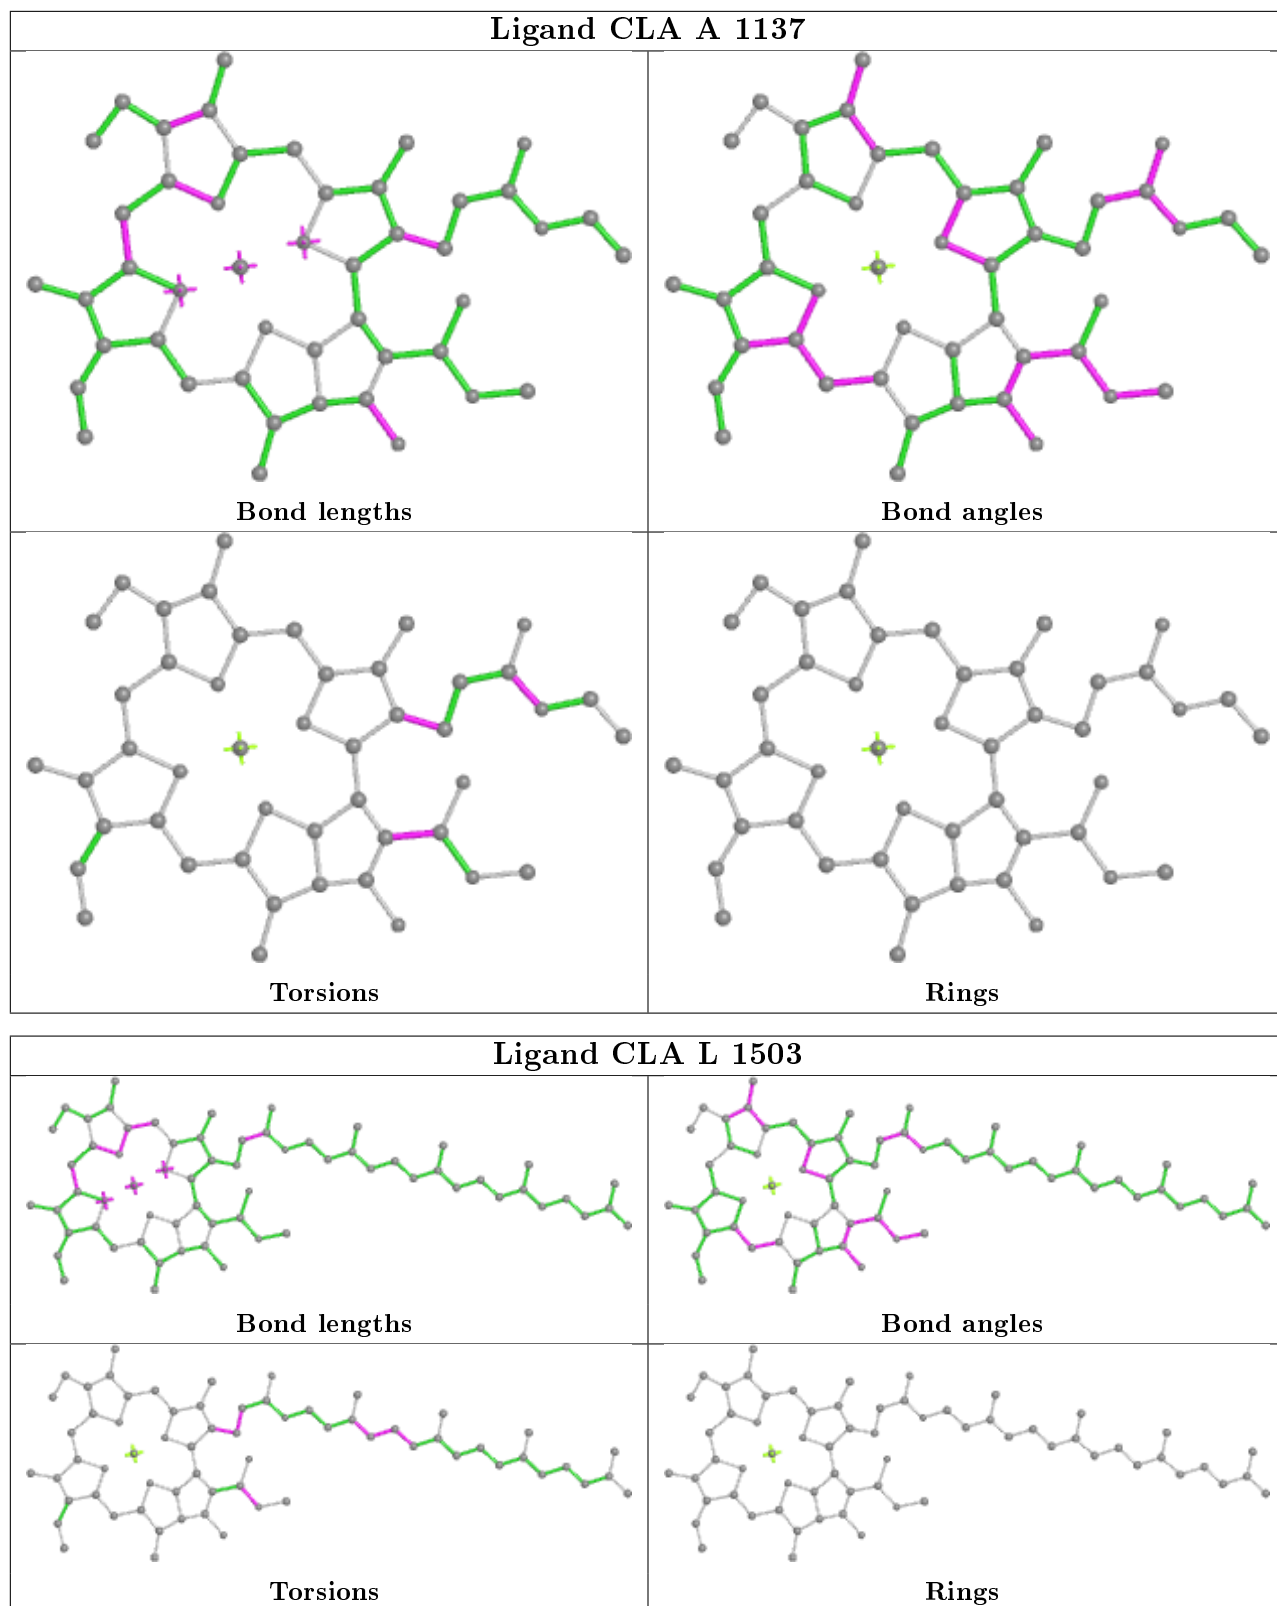 Ligand CLA A 1137
Bond lengths
Bond angles
Torsions
Rings
Ligand CLA L 1503
Bond lengths
Bond angles
Torsions
Rings